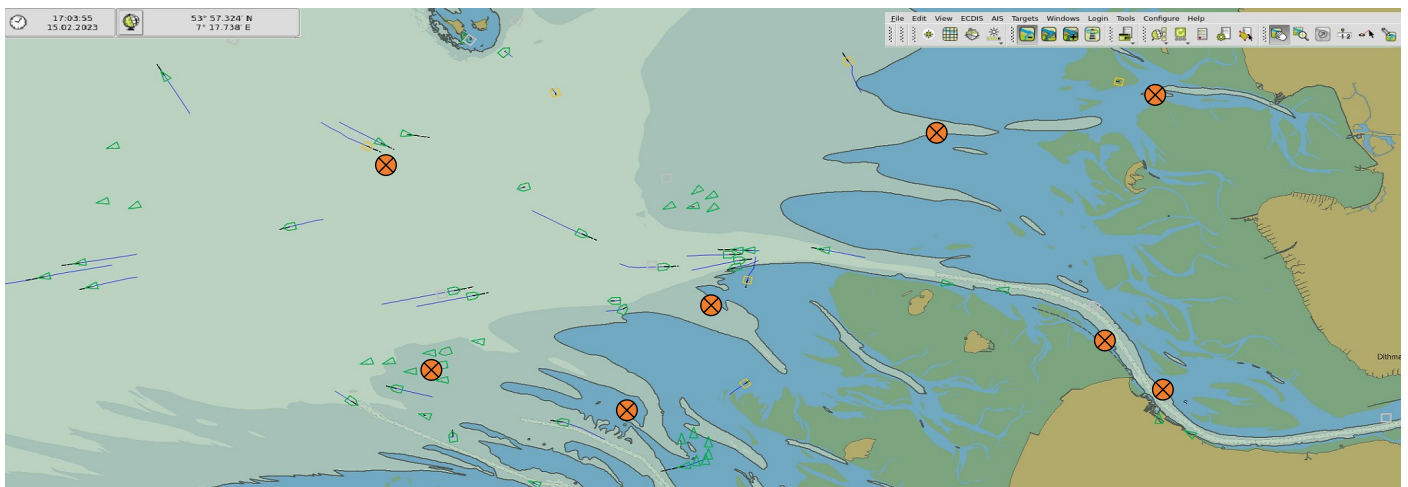 17:03:55
15.02.2023
53° 57.324' N
7° 17.738' E
File Edit View ECDIS AIS Targets Windows Login Tools Configure Help
Dithma